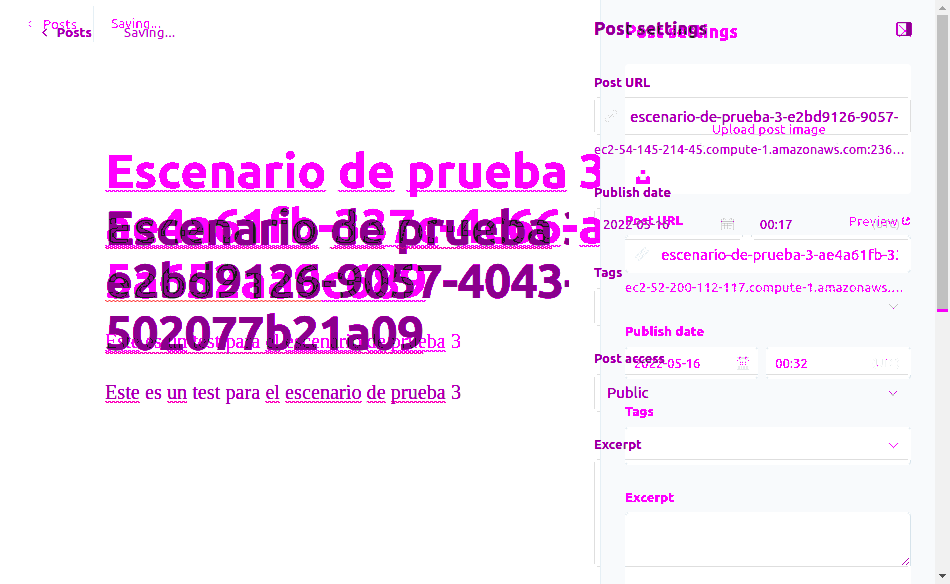 Posts
Saving...
Posts
Saving...
Post settings
Post settings
Post URL
escenario-de-prueba-3-e2bd9126-9057-
Upload post image
ec2-54-145-214-45.compute-1.amazonaws.com:236...
Escenario de prueba 3
Publish date
2022-05-16
00:17
Post URL
Preview
Escenario de prueba
escenario-de-prueba-3-ae4a61fb-3
Tags
e2bd9126-9057-4043-
ec2-52-200-112-117.compute-1.amazonaws....
502077b21a09
Publish date
Este es un test para el escenario de prueba 3
Post access
2022-05-16
00:32
Este es un test para el escenario de prueba 3
Public
Tags
Excerpt
Excerpt